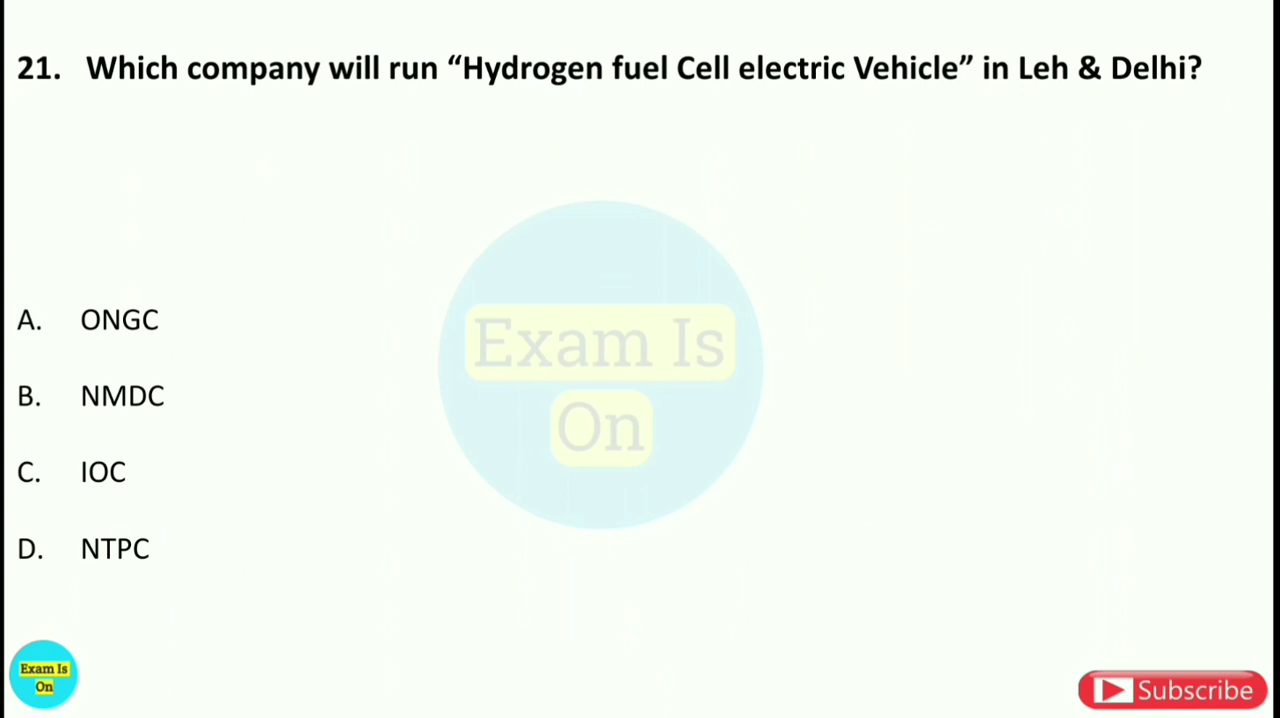 21. Which company will run “Hydrogen fuel Cell electric Vehicle” in Leh & Delhi?
Exam Is
On
A. ONGC
B. NMDC
C. IOC
D. NTPC
Exam Is
On
Subscribe